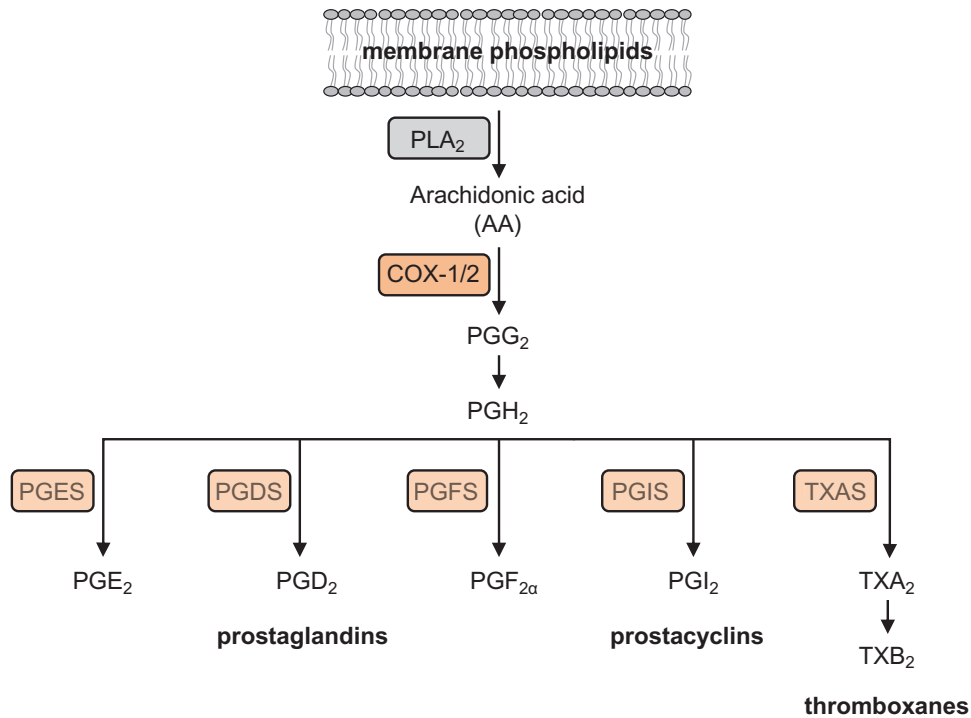 membrane phospholipids
PLA₂
Arachidonic acid
(AA)
COX-1/2
PGG₂
PGH₂
PGES PGDS PGFS PGIS TXAS
PGE₂ PGD₂ PGF₂α PGI₂ TXA₂
prostaglandins prostacyclins
TXB₂
thromboxanes